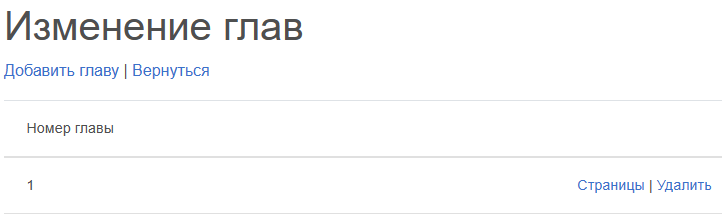 Изменение глав
Добавить главу | Вернуться
Номер главы
1 Страницы | Удалить